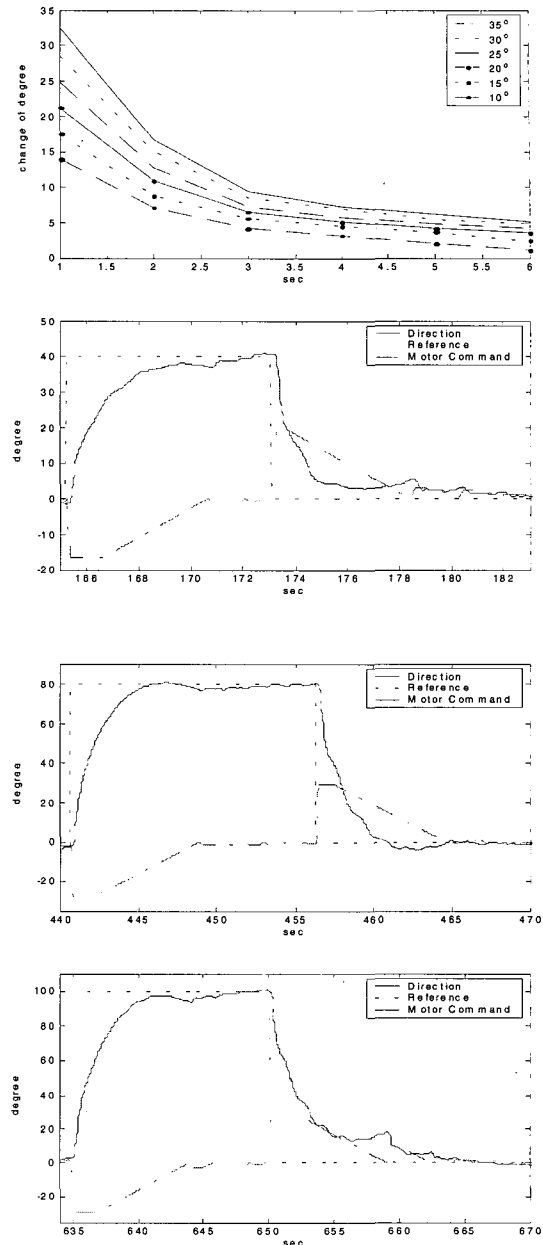 35
30
25
20
15
10
5
0
change of degree
35°
30°
25°
20°
15°
10°
1 1.5 2 2.5 3 3.5 4 4.5 5 5.5 6
sec
50
40
30
20
10
0
-10
-20
degree
Direction
Reference
Motor Command
166 168 170 172 174 176 178 180 182
sec
80
60
40
20
0
-20
degree
Direction
Reference
Motor Command
440 445 450 455 460 465 470
sec
100
80
60
40
20
0
-20
degree
Direction
Reference
Motor Command
635 640 645 650 655 660 665 670
sec